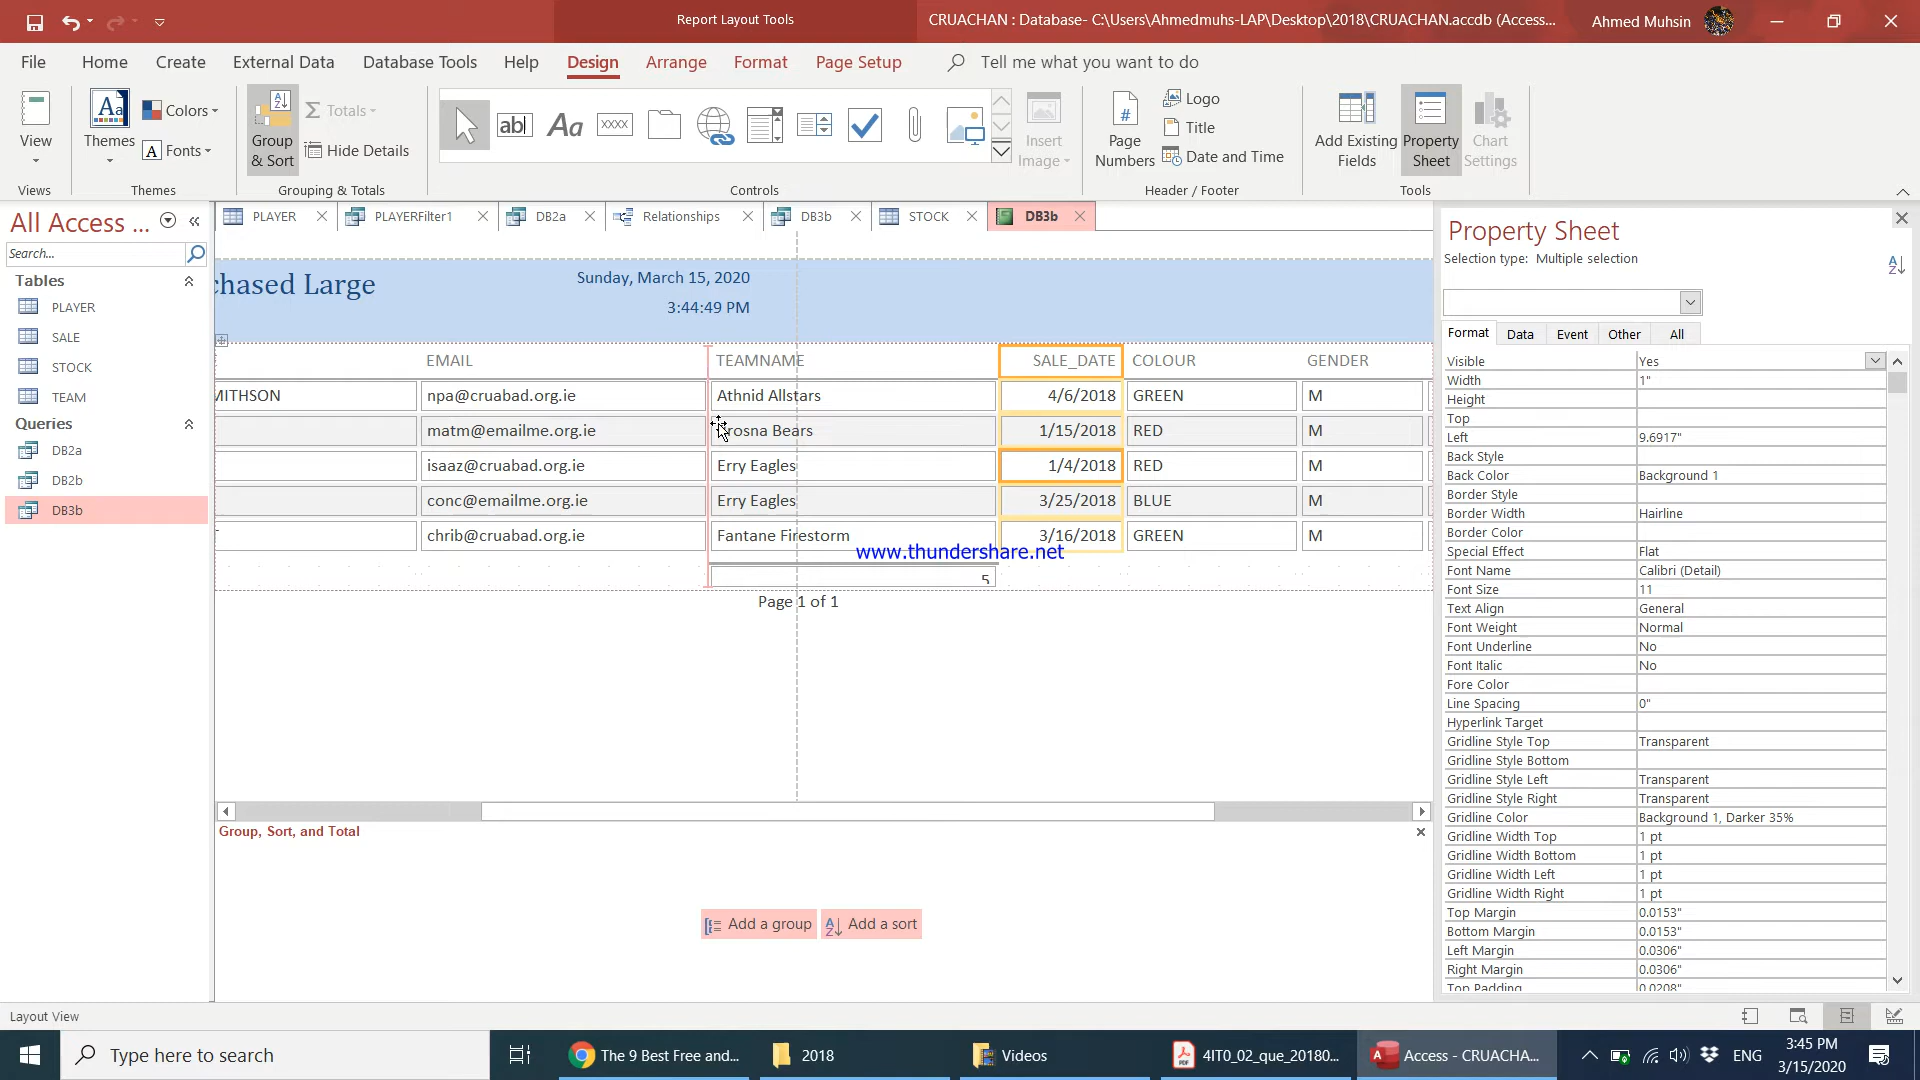 Report Layout Tools
CRUACHAN : Database- C:\Users\Ahmedmuhs-LAP\Desktop\2018\CRUACHAN.accdb (Access...
Ahmed Muhsin
File Home Create External Data Database Tools Help Design Arrange Format Page Setup Tell me what you want to do
View
Views
Themes
Colors
Fonts
Themes
Group & Sort
Totals
Hide Details
Grouping & Totals
ab|
Aa
XXXX
Controls
Insert Image
Page Numbers
Logo
Title
Date and Time
Header / Footer
Add Existing Fields
Property Sheet
Chart Settings
Tools
All Access ...
Search...
Tables
PLAYER
SALE
STOCK
TEAM
Queries
DB2a
DB2b
DB3b
PLAYER PLAYERFilter1 DB2a Relationships DB3b STOCK DB3b
chased Large
Sunday, March 15, 2020
3:44:49 PM
EMAIL TEAMNAME SALE_DATE COLOUR GENDER
MITHSON npa@cruabad.org.ie Athnid Allstars 4/6/2018 GREEN M
matm@emailme.org.ie rosna Bears 1/15/2018 RED M
isaaz@cruabad.org.ie Erry Eagles 1/4/2018 RED M
conc@emailme.org.ie Erry Eagles 3/25/2018 BLUE M
chrib@cruabad.org.ie Fantane Firestorm 3/16/2018 GREEN M
www.thundershare.net
5
Page 1 of 1
Group, Sort, and Total
Add a group Add a sort
Property Sheet
Selection type: Multiple selection
Format Data Event Other All
Visible Yes
Width 1"
Height
Top
Left 9.6917"
Back Style
Back Color Background 1
Border Style
Border Width Hairline
Border Color
Special Effect Flat
Font Name Calibri (Detail)
Font Size 11
Text Align General
Font Weight Normal
Font Underline No
Font Italic No
Fore Color
Line Spacing 0"
Hyperlink Target
Gridline Style Top Transparent
Gridline Style Bottom
Gridline Style Left Transparent
Gridline Style Right Transparent
Gridline Color Background 1, Darker 35%
Gridline Width Top 1 pt
Gridline Width Bottom 1 pt
Gridline Width Left 1 pt
Gridline Width Right 1 pt
Top Margin 0.0153"
Bottom Margin 0.0153"
Left Margin 0.0306"
Right Margin 0.0306"
Top Padding 0.0208"
Layout View
Type here to search
The 9 Best Free and...
2018
Videos
4IT0_02_que_20180...
Access - CRUACHA...
ENG
3:45 PM
3/15/2020